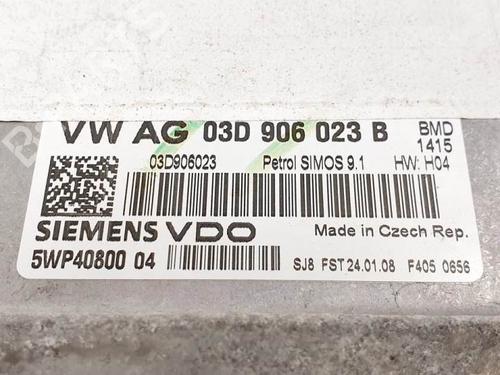 VW AG 03D 906 023 B BMD
1415
03D906023 Petrol SIMOS 9.1 HW: H04
SIEMENS VDO Made in Czech Rep.
5WP40800 04 SJ8 FST 24.01.08 F405 0656